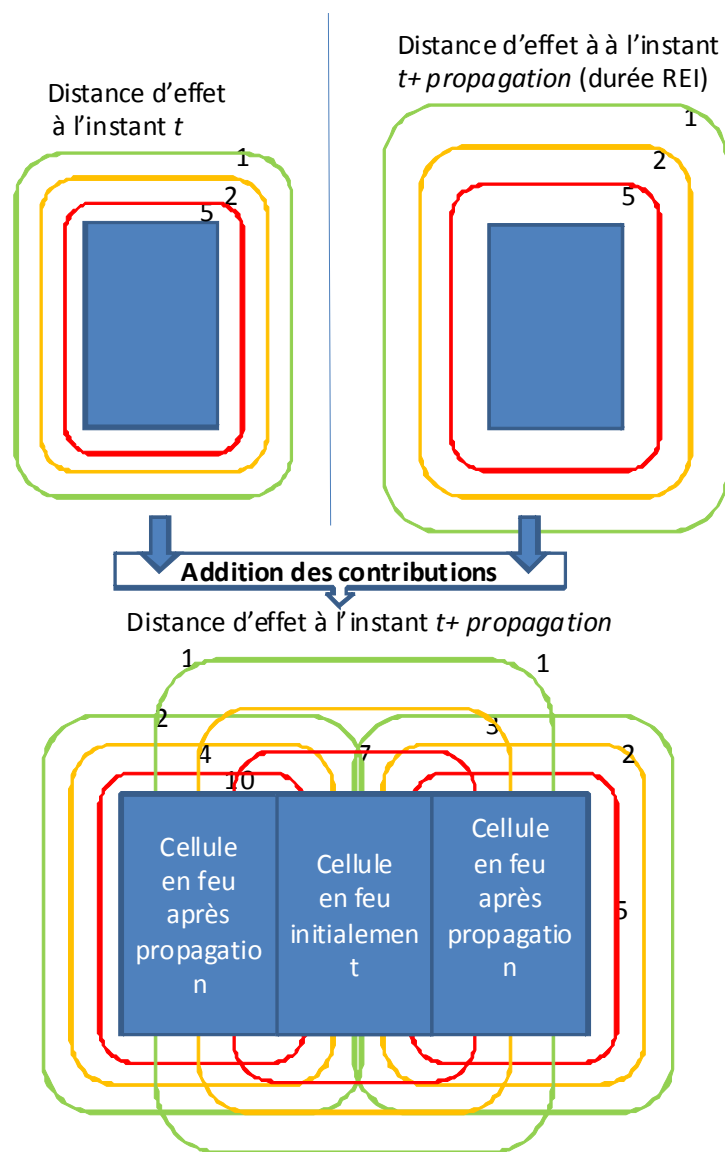 Distance d'effet
à l'instant t
1
2
5
Distance d'effet à à l'instant
t+ propagation (durée REI)
1
2
5
Addition des contributions
Distance d'effet à l'instant t+ propagation
1
1
2
3
4
7
2
10
5
Cellule
en feu
après
propagatio
n
Cellule
en feu
initialemen
t
Cellule
en feu
après
propagatio
n